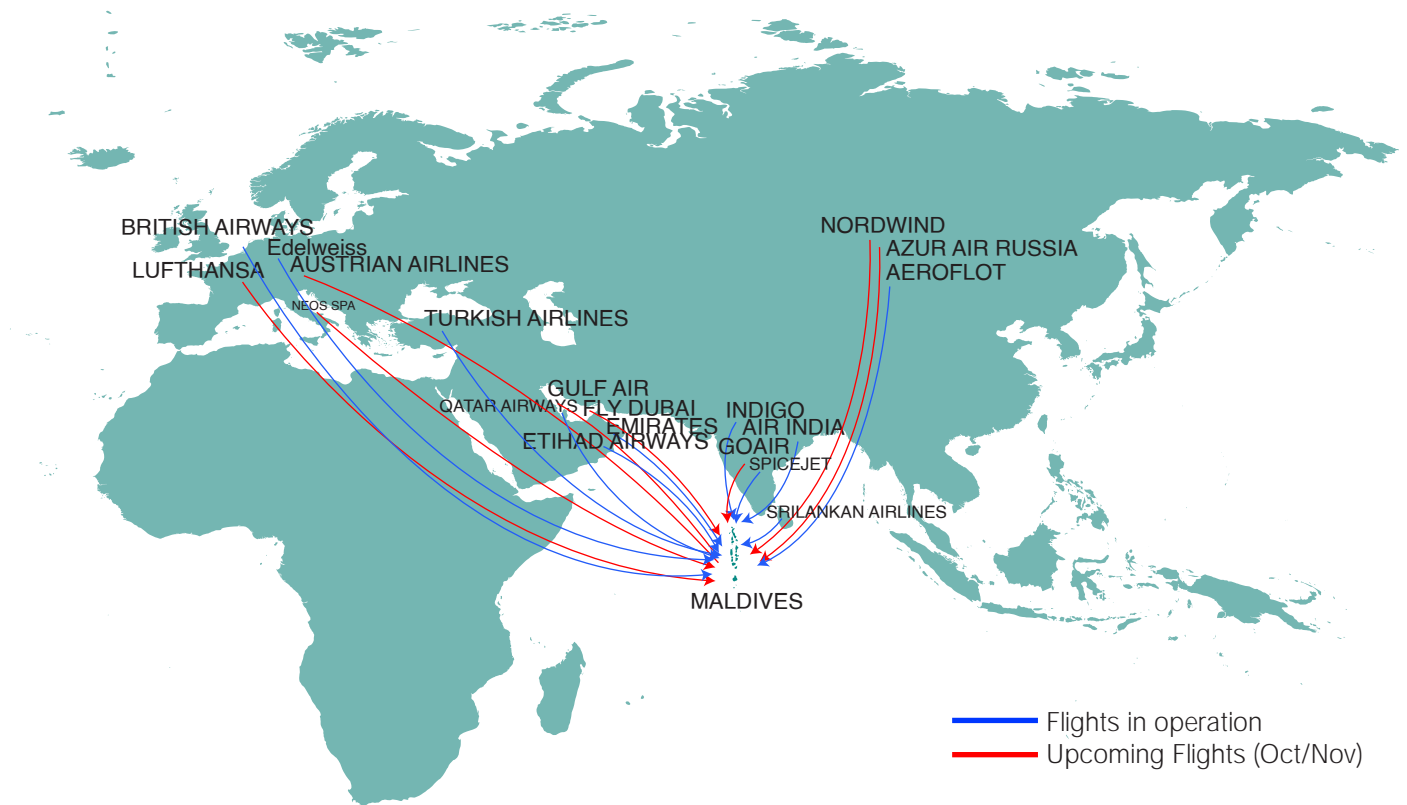 BRITISH AIRWAYS
Edelweiss
LUFTHANSA
AUSTRIAN AIRLINES
NEOS SPA
TURKISH AIRLINES
NORDWIND
AZUR AIR RUSSIA
AEROFLOT
GULF AIR
QATAR AIRWAYS
FLY DUBAI
EMIRATES
ETIHAD AIRWAYS
INDIGO
AIR INDIA
GOAIR
SPICEJET
SRILANKAN AIRLINES
MALDIVES
Flights in operation
Upcoming Flights (Oct/Nov)